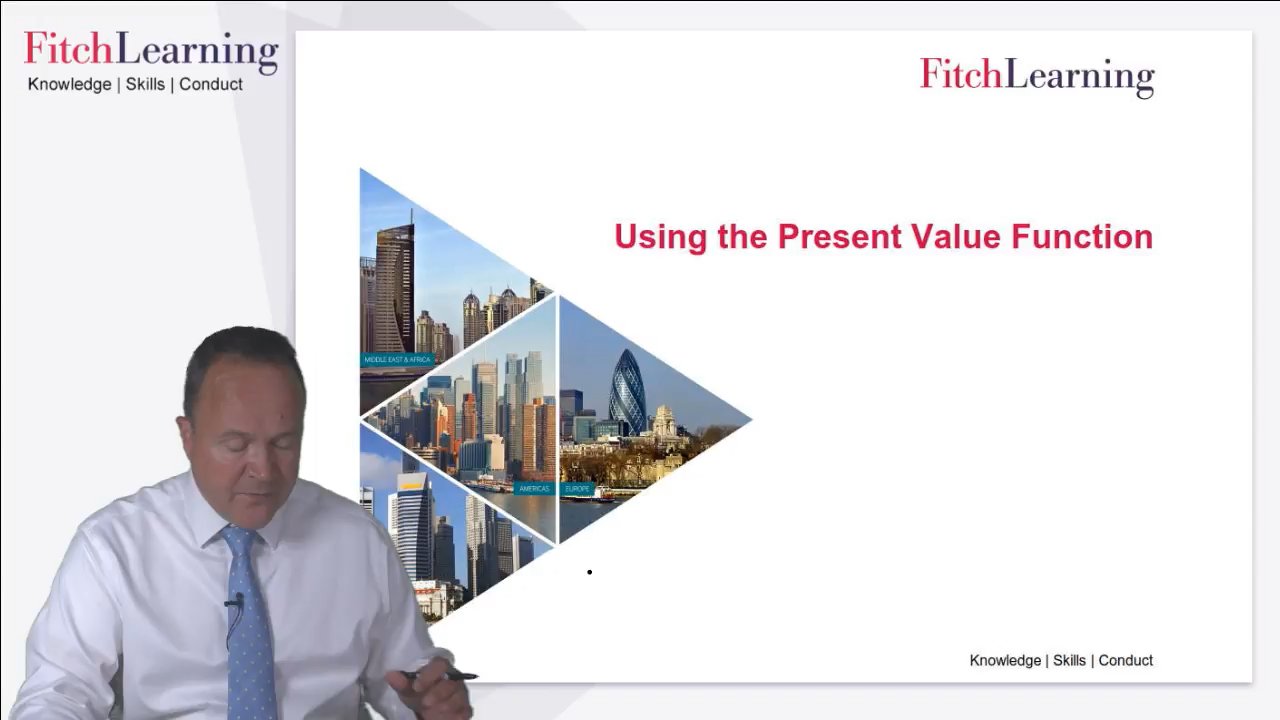 FitchLearning
Knowledge | Skills | Conduct
FitchLearning
Using the Present Value Function
MIDDLE EAST & AFRICA
AMERICAS
EUROPE
Knowledge | Skills | Conduct